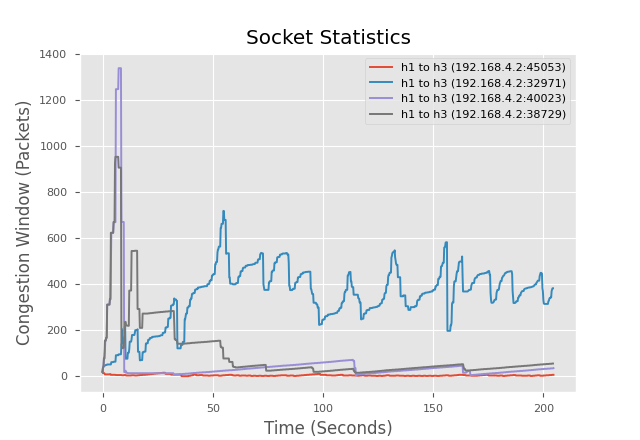 Socket Statistics
1400
1200
1000
800
600
400
200
0
Congestion Window (Packets)
h1 to h3 (192.168.4.2:45053)
h1 to h3 (192.168.4.2:32971)
h1 to h3 (192.168.4.2:40023)
h1 to h3 (192.168.4.2:38729)
0 50 100 150 200
Time (Seconds)